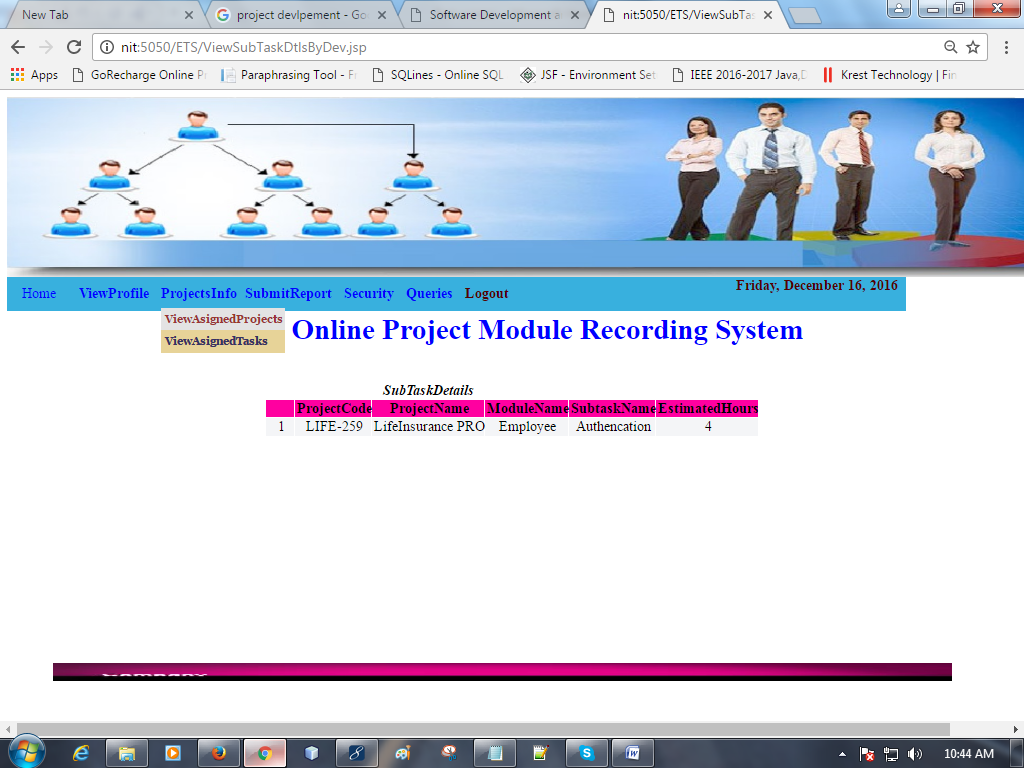 New Tab
project devlpement - Go
Software Development a
nit:5050/ETS/ViewSubTa
nit:5050/ETS/ViewSubTaskDtlsByDev.jsp
Apps
GoRecharge Online P
Paraphrasing Tool - F
SQLines - Online SQL
JSF - Environment Set
IEEE 2016-2017 Java,D
Krest Technology | Fin
Home ViewProfile ProjectsInfo SubmitReport Security Queries Logout
Friday, December 16, 2016
ViewAsignedProjects
ViewAsignedTasks
Online Project Module Recording System
SubTaskDetails
ProjectCode ProjectName ModuleName SubtaskName EstimatedHours
1 LIFE-259 LifeInsurance PRO Employee Authencation 4
10:44 AM